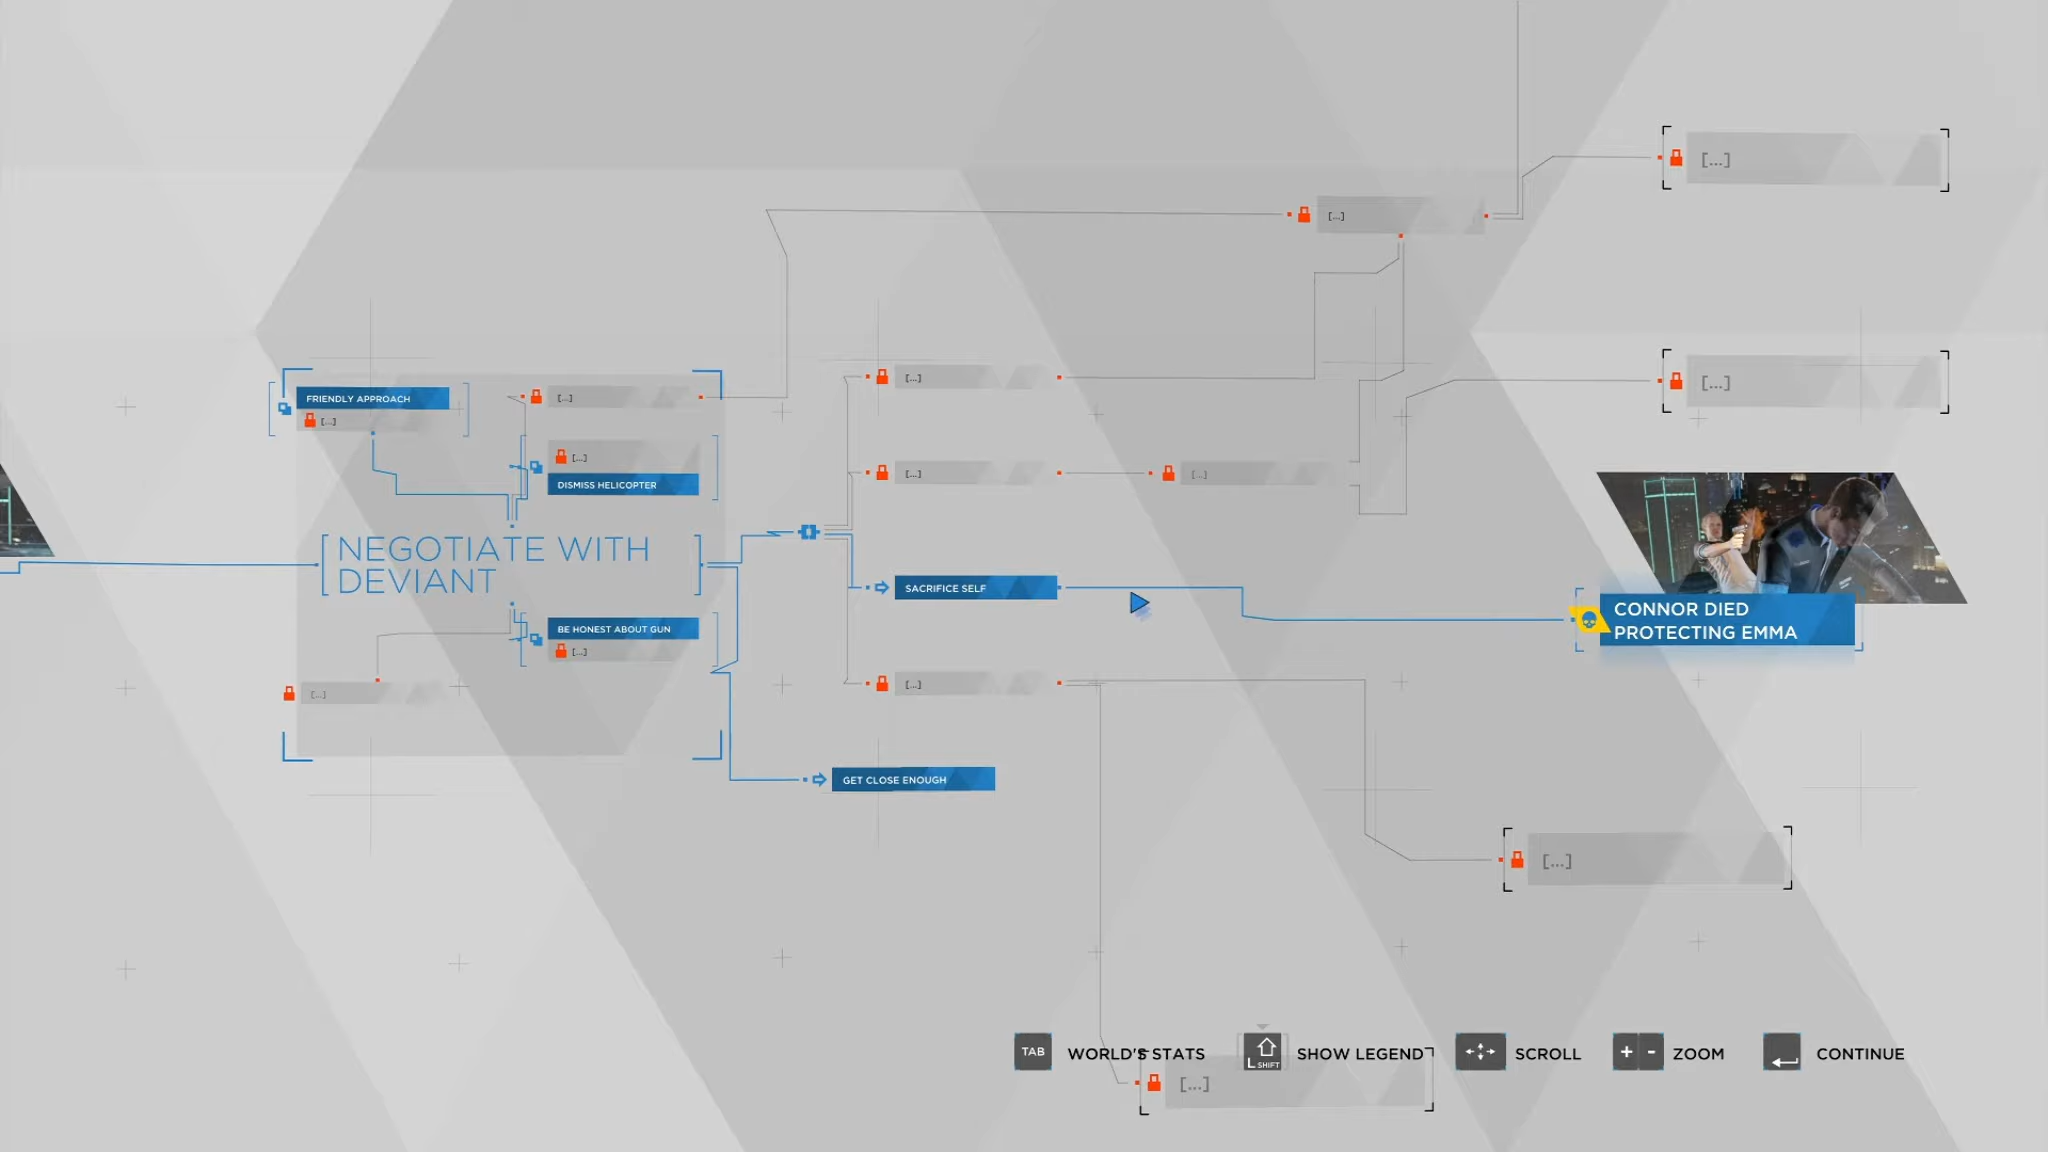 [...]
[...]
[...]
FRIENDLY APPROACH
[...]
[...]
[...]
DISMISS HELICOPTER
[...]
[...]
[...]
[...]
NEGOTIATE WITH
DEVIANT
SACRIFICE SELF
CONNOR DIED
PROTECTING EMMA
BE HONEST ABOUT GUN
[...]
[...]
[...]
GET CLOSE ENOUGH
[...]
TAB WORLD'S STATS
L SHIFT SHOW LEGEND
SCROLL
+ - ZOOM
CONTINUE
[...]